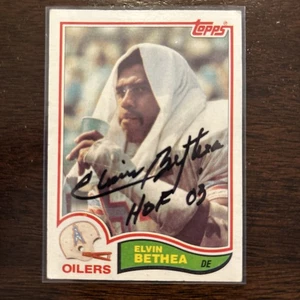 Topps
Elvin Bethea
HOF 03
OILERS
ELVIN
BETHEA
DE